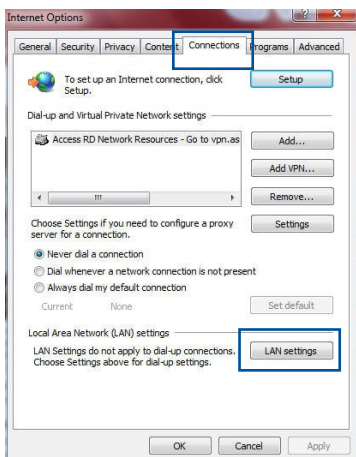 Internet Options
General Security Privacy Content Connections Programs Advanced
To set up an Internet connection, click
Setup.
Setup
Dial-up and Virtual Private Network settings
Access RD Network Resources - Go to vpn.as
Add...
Add VPN...
Remove...
Choose Settings if you need to configure a proxy
server for a connection.
Settings
Never dial a connection
Dial whenever a network connection is not present
Always dial my default connection
Current None
Set default
Local Area Network (LAN) settings
LAN Settings do not apply to dial-up connections.
Choose Settings above for dial-up settings.
LAN settings
OK Cancel Apply